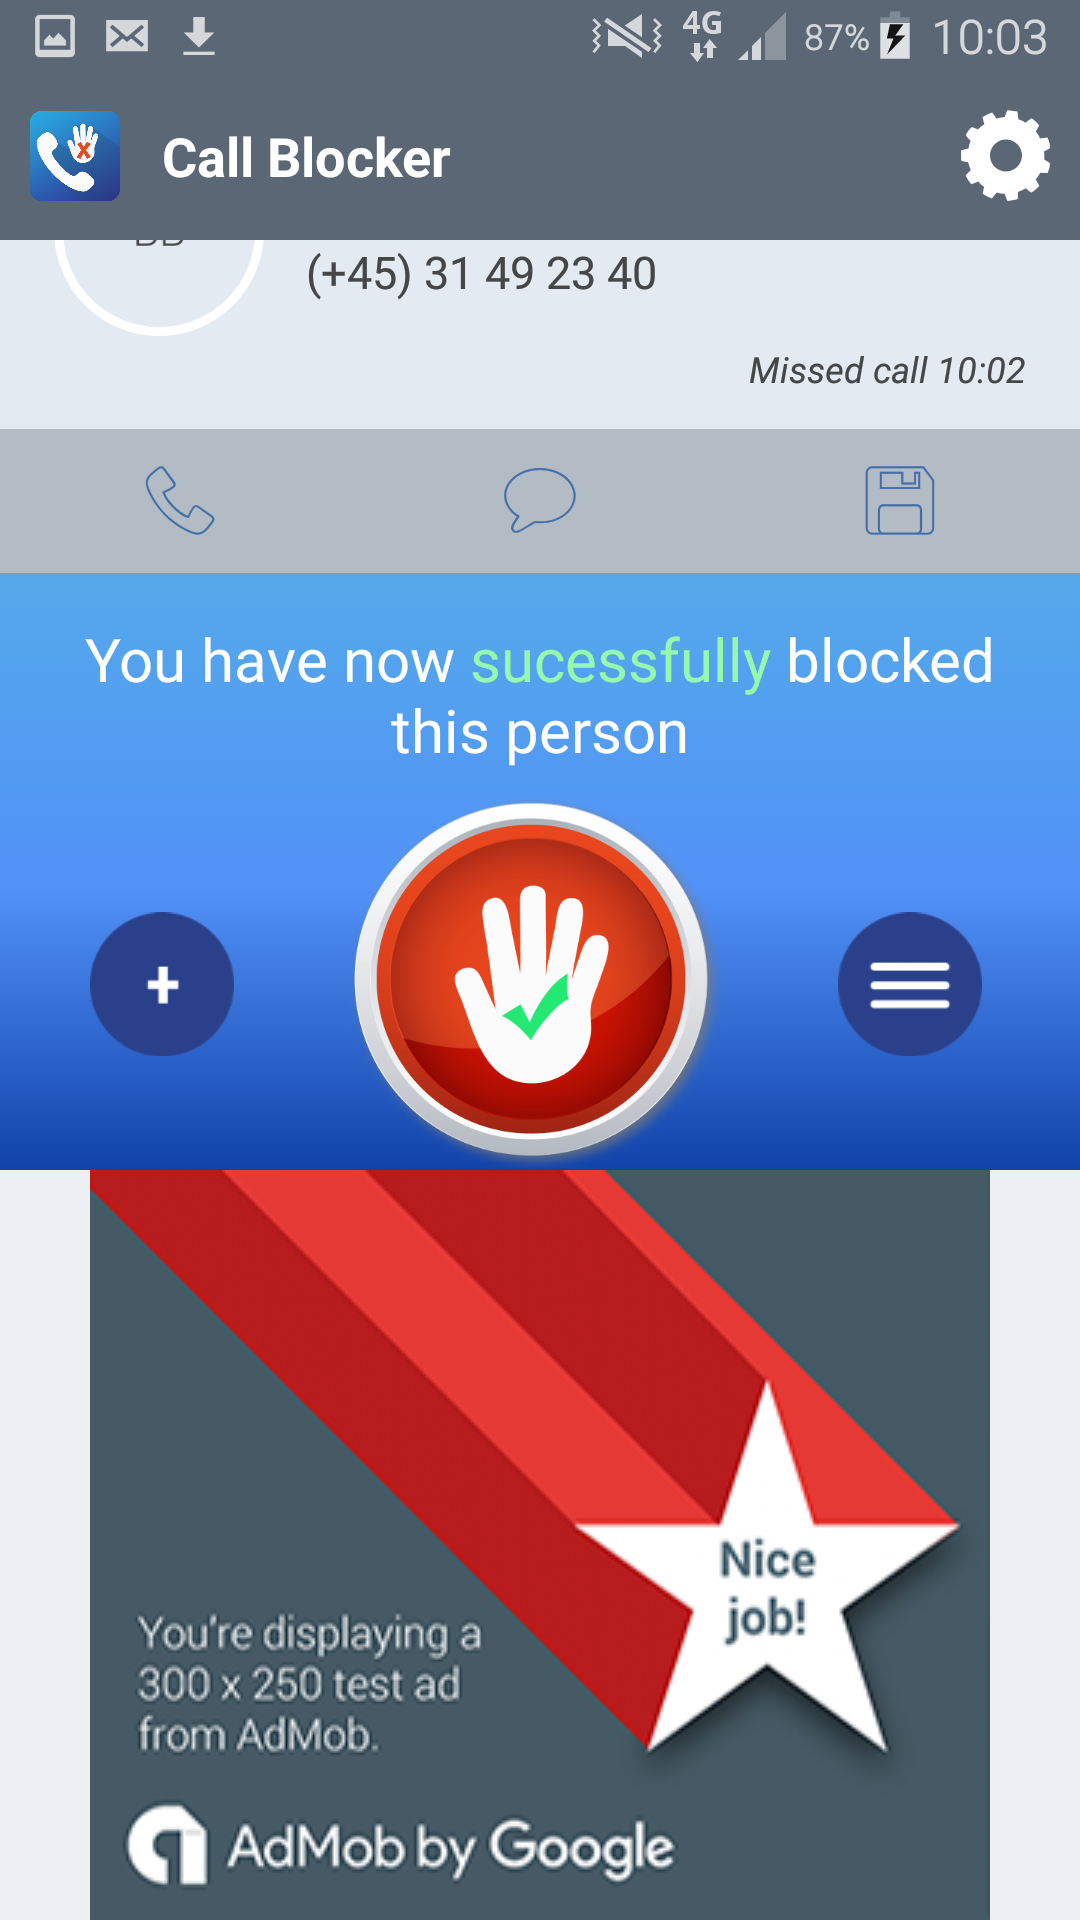 4G 87% 10:03
Call Blocker
(+45) 31 49 23 40
Missed call 10:02
You have now sucessfully blocked
this person
Nice
job!
You're displaying a
300 x 250 test ad
from AdMob.
AdMob by Google